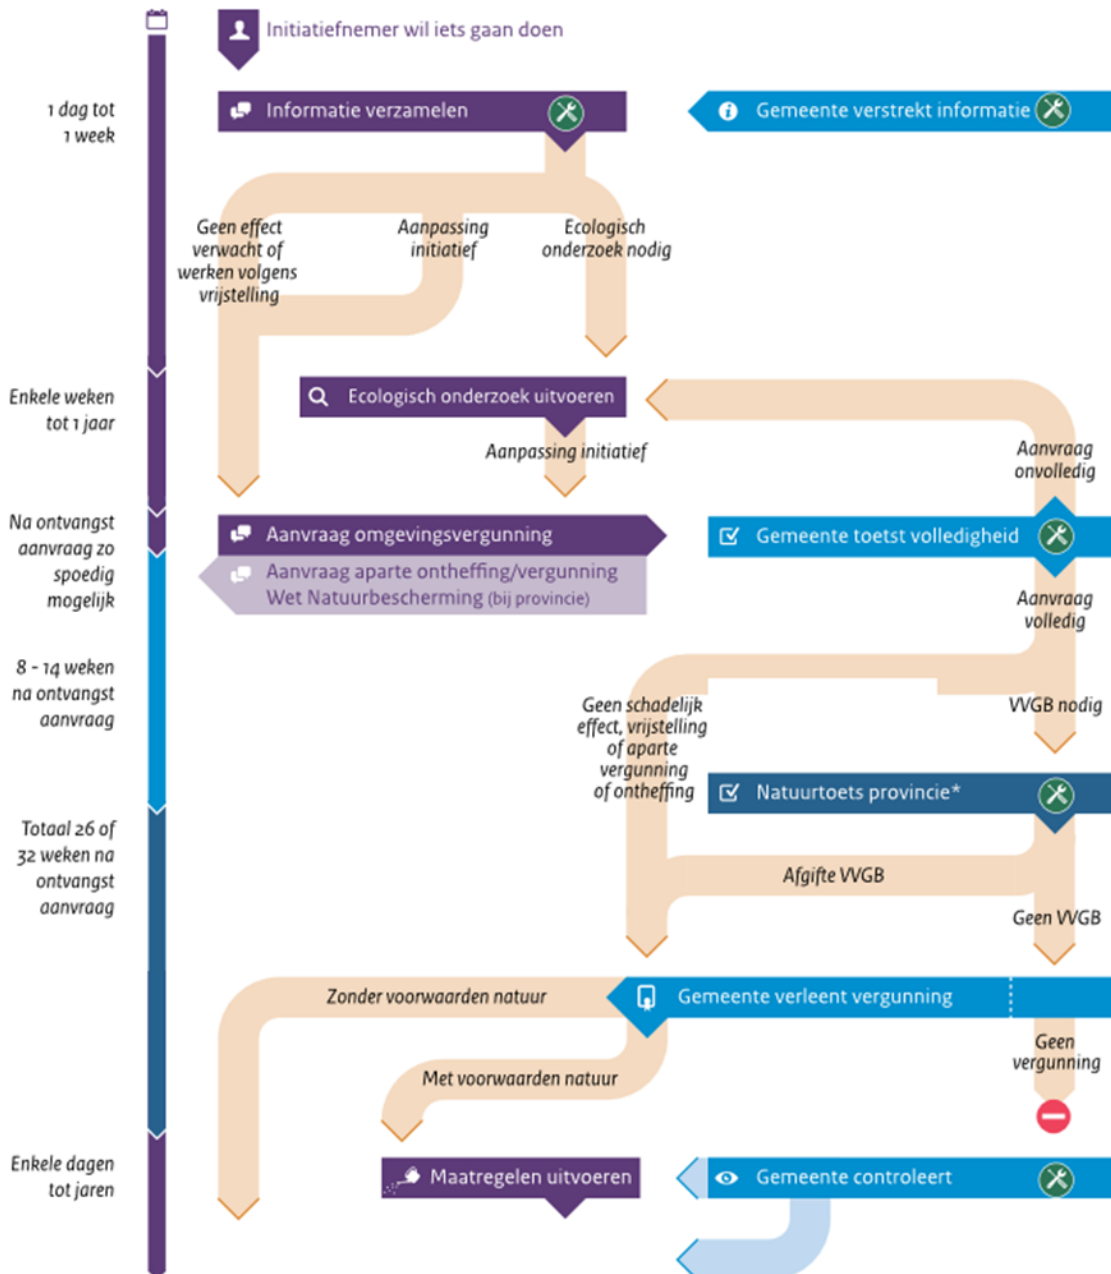 Initiatiefnemer wil iets gaan doen
1 dag tot
1 week
Informatie verzamelen
Gemeente verstrekt informatie
Geen effect
verwacht of
werken volgens
vrijstelling
Aanpassing
initiatief
Ecologisch
onderzoek nodig
Enkele weken
tot 1 jaar
Ecologisch onderzoek uitvoeren
Aanpassing initiatief
Aanvraag
onvolledig
Na ontvangst
aanvraag zo
spoedig
mogelijk
Aanvraag omgevingsvergunning
Gemeente toetst volledigheid
Aanvraag aparte ontheffing/vergunning
Wet Natuurbescherming (bij provincie)
Aanvraag
volledig
8 - 14 weken
na ontvangst
aanvraag
Geen schadelijk
effect, vrijstelling
of aparte
vergunning
of ontheffing
VVGB nodig
Natuurtoets provincie*
Totaal 26 of
32 weken na
ontvangst
aanvraag
Afgifte VVGB
Geen VVGB
Zonder voorwaarden natuur
Gemeente verleent vergunning
Geen
vergunning
Met voorwaarden natuur
Enkele dagen
tot jaren
Maatregelen uitvoeren
Gemeente controleert